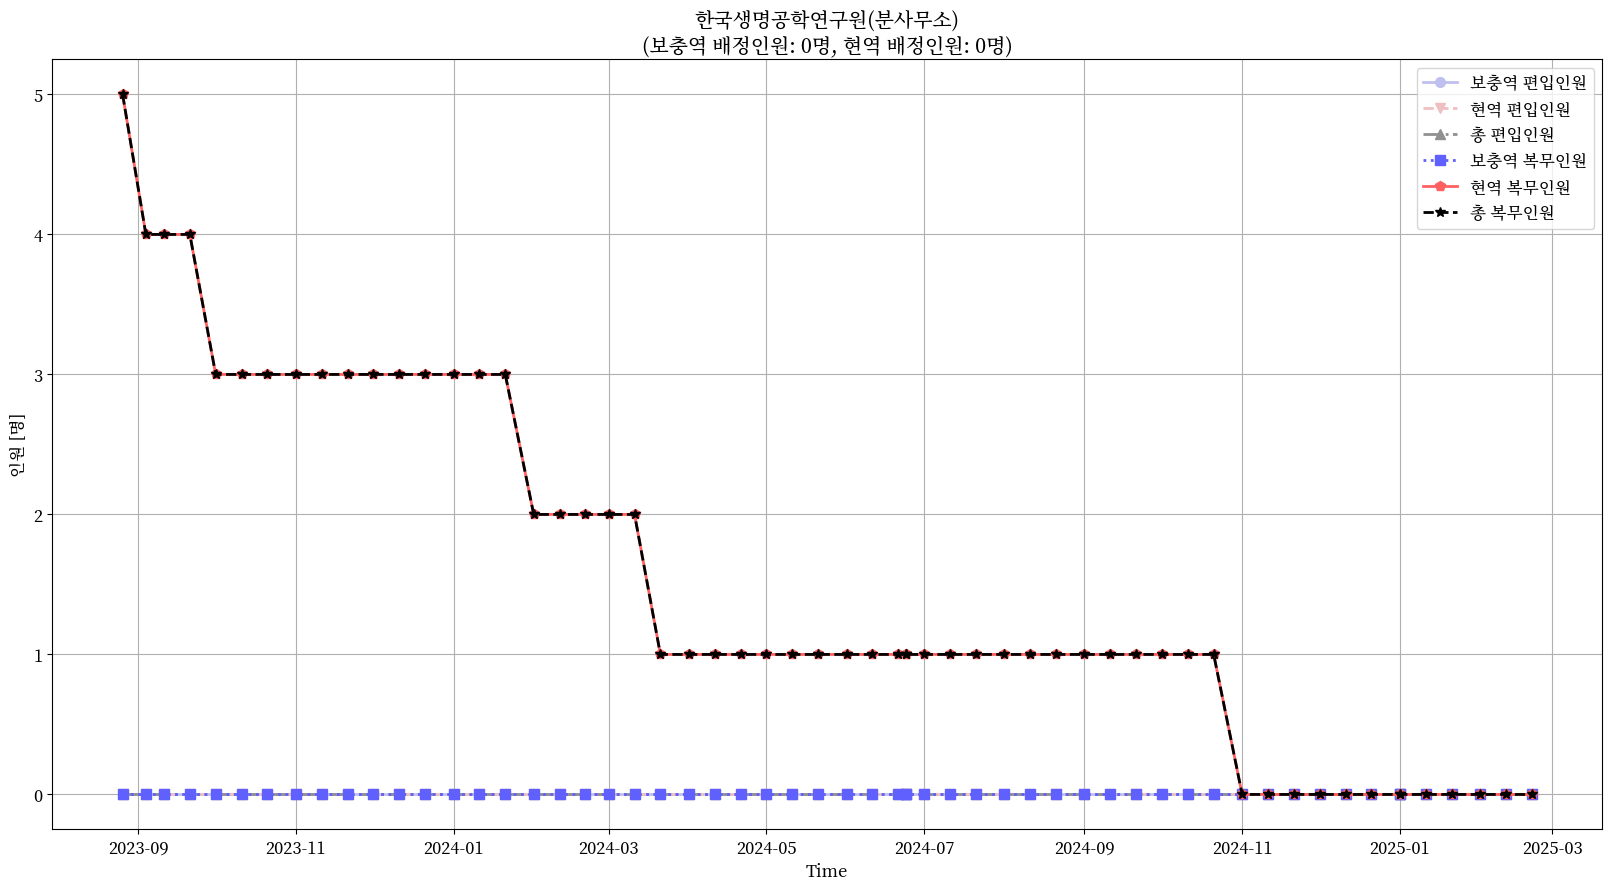 한국생명공학연구원(분사무소)
(보충역 배정인원: 0명, 현역 배정인원: 0명)
보충역 편입인원
현역 편입인원
총 편입인원
보충역 복무인원
현역 복무인원
총 복무인원
5
4
3
2
1
0
인원 [명]
2023-09
2023-11
2024-01
2024-03
2024-05
2024-07
2024-09
2024-11
2025-01
2025-03
Time